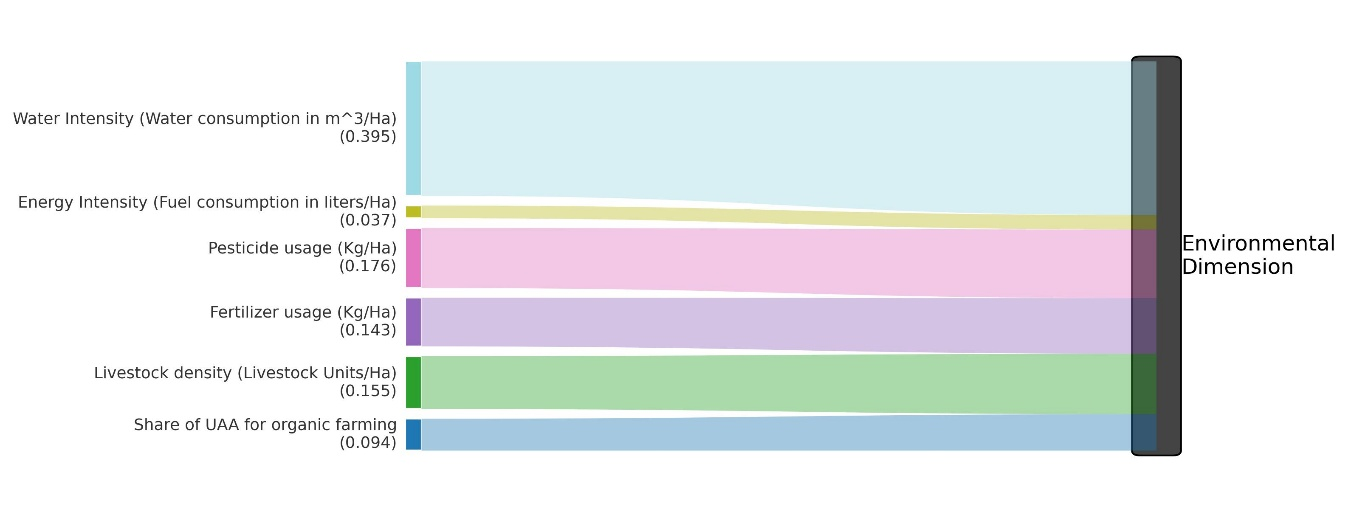 Water Intensity (Water consumption in m^3/Ha)
(0.395)
Energy Intensity (Fuel consumption in liters/Ha)
(0.037)
Pesticide usage (Kg/Ha)
(0.176)
Fertilizer usage (Kg/Ha)
(0.143)
Livestock density (Livestock Units/Ha)
(0.155)
Share of UAA for organic farming
(0.094)
Environmental
Dimension